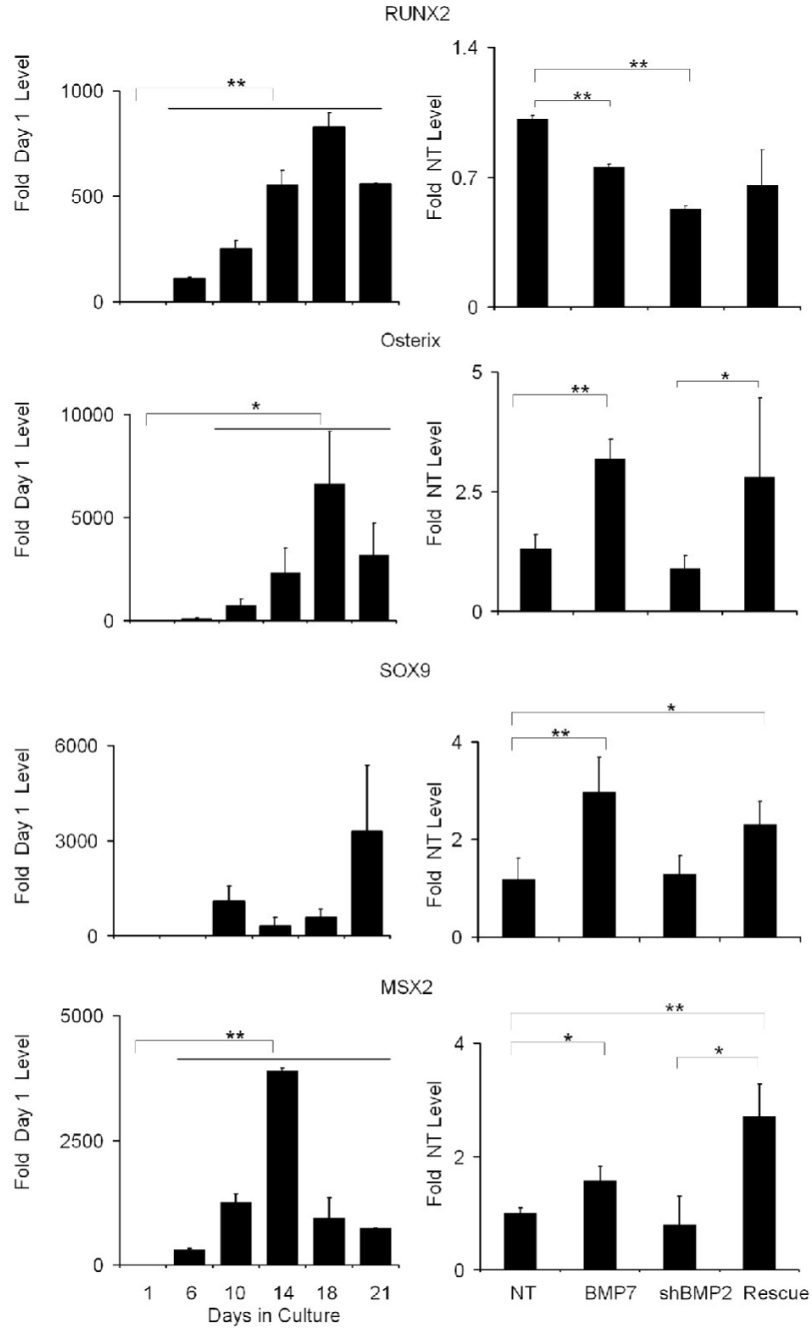 RUNX2
Fold Day 1 Level
1000
500
0
**
Fold NT Level
1.4
0.7
0
**
**
Osterix
Fold Day 1 Level
10000
5000
0
*
Fold NT Level
5
2.5
0
**
*
SOX9
Fold Day 1 Level
6000
3000
0
Fold NT Level
4
2
0
*
**
MSX2
Fold Day 1 Level
5000
2500
0
**
1 6 10 14 18 21
Days in Culture
Fold NT Level
4
2
0
**
*
*
NT BMP7 shBMP2 Rescue